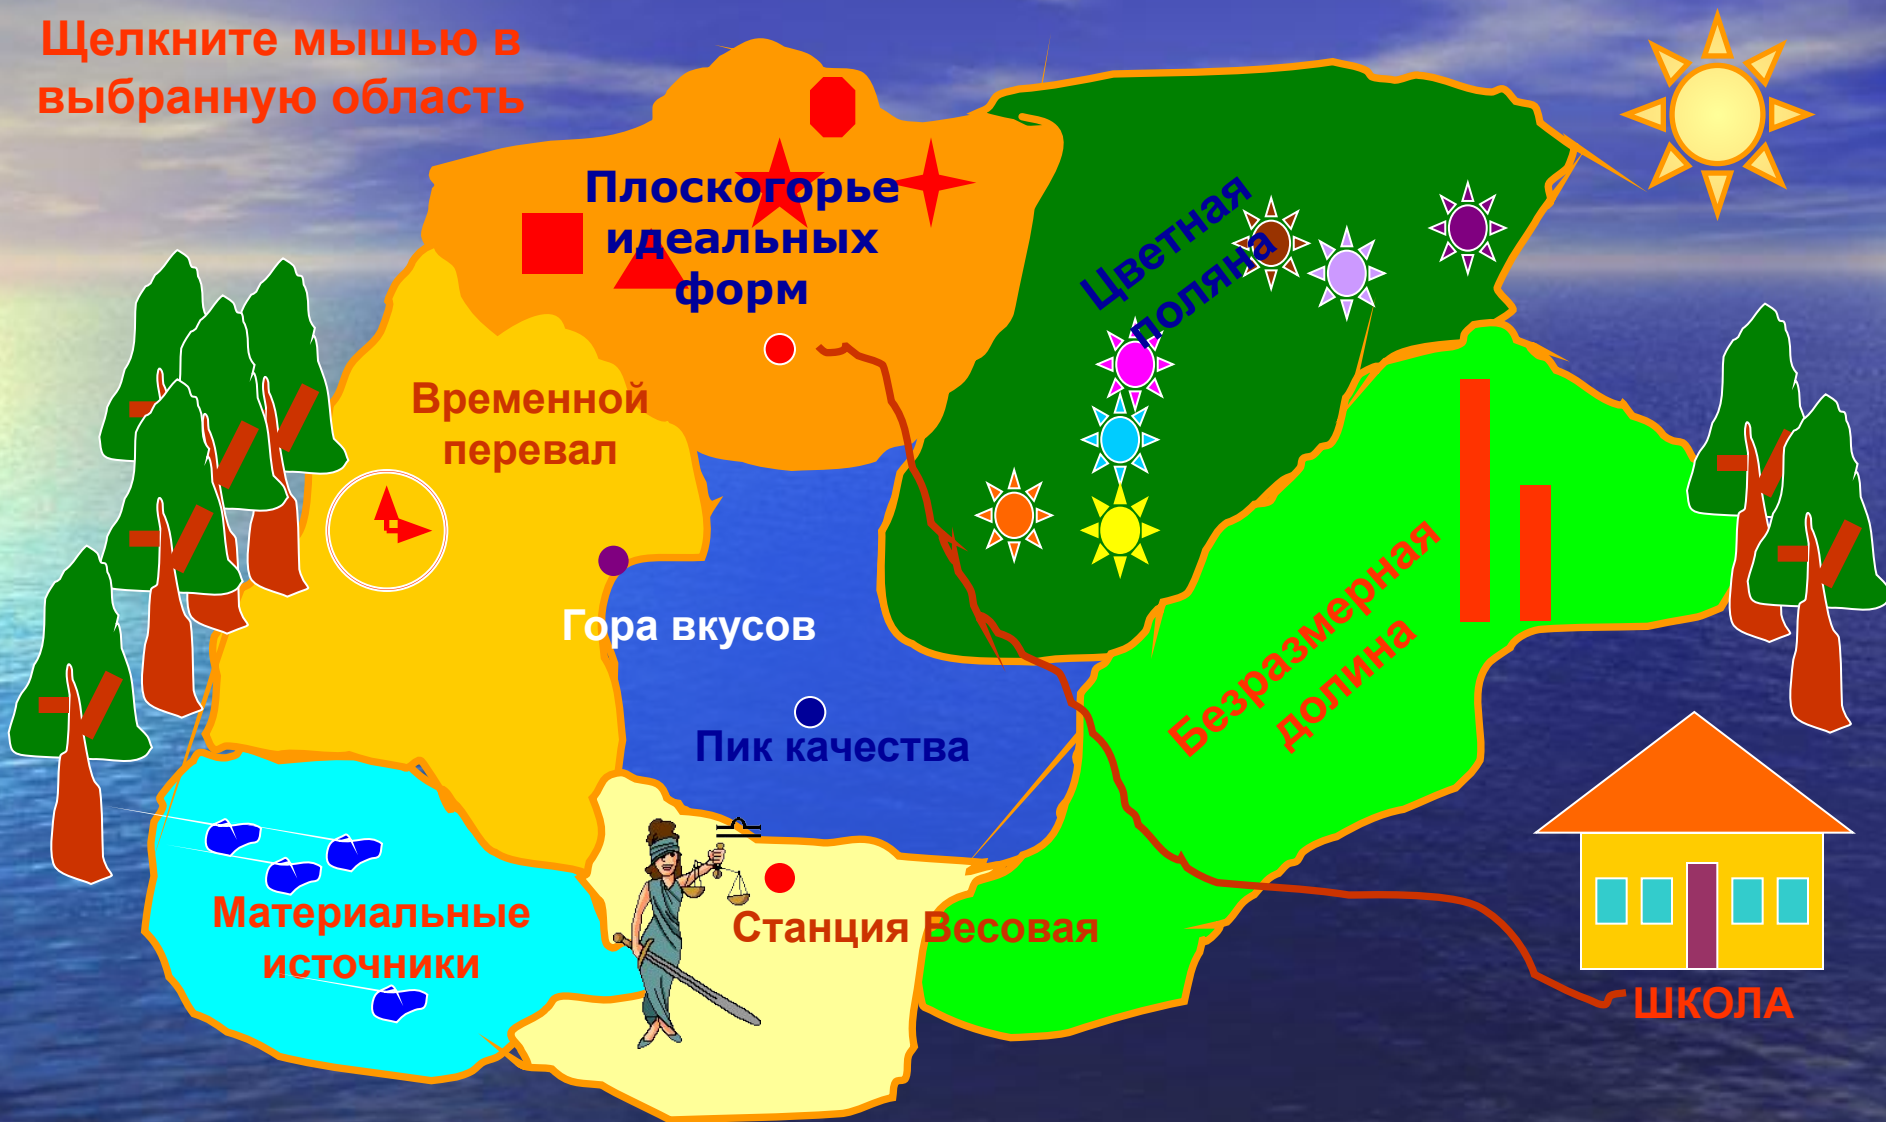 Щелкните мышью в
выбранную область
Плоскогорье
идеальных
форм
Цветная
поляна
Временной
перевал
Гора вкусов
Пик качества
Безразмерная
долина
Материальные
источники
Станция Весовая
ШКОЛА